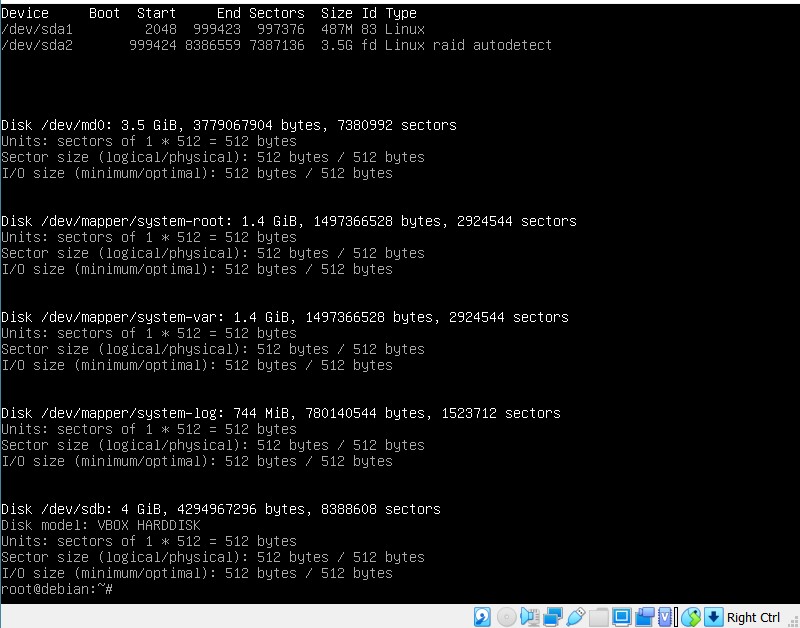 Device     Boot  Start     End Sectors  Size Id Type
/dev/sda1         2048  999423  997376  487M 83 Linux
/dev/sda2       999424 8386559 7387136  3.5G fd Linux raid autodetect
Disk /dev/md0: 3.5 GiB, 3779067904 bytes, 7380992 sectors
Units: sectors of 1 * 512 = 512 bytes
Sector size (logical/physical): 512 bytes / 512 bytes
I/O size (minimum/optimal): 512 bytes / 512 bytes
Disk /dev/mapper/system-root: 1.4 GiB, 1497366528 bytes, 2924544 sectors
Units: sectors of 1 * 512 = 512 bytes
Sector size (logical/physical): 512 bytes / 512 bytes
I/O size (minimum/optimal): 512 bytes / 512 bytes
Disk /dev/mapper/system-var: 1.4 GiB, 1497366528 bytes, 2924544 sectors
Units: sectors of 1 * 512 = 512 bytes
Sector size (logical/physical): 512 bytes / 512 bytes
I/O size (minimum/optimal): 512 bytes / 512 bytes
Disk /dev/mapper/system-log: 744 MiB, 780140544 bytes, 1523712 sectors
Units: sectors of 1 * 512 = 512 bytes
Sector size (logical/physical): 512 bytes / 512 bytes
I/O size (minimum/optimal): 512 bytes / 512 bytes
Disk /dev/sdb: 4 GiB, 4294967296 bytes, 8388608 sectors
Disk model: VBOX HARDDISK
Units: sectors of 1 * 512 = 512 bytes
Sector size (logical/physical): 512 bytes / 512 bytes
I/O size (minimum/optimal): 512 bytes / 512 bytes
root@debian:~#
Right Ctrl